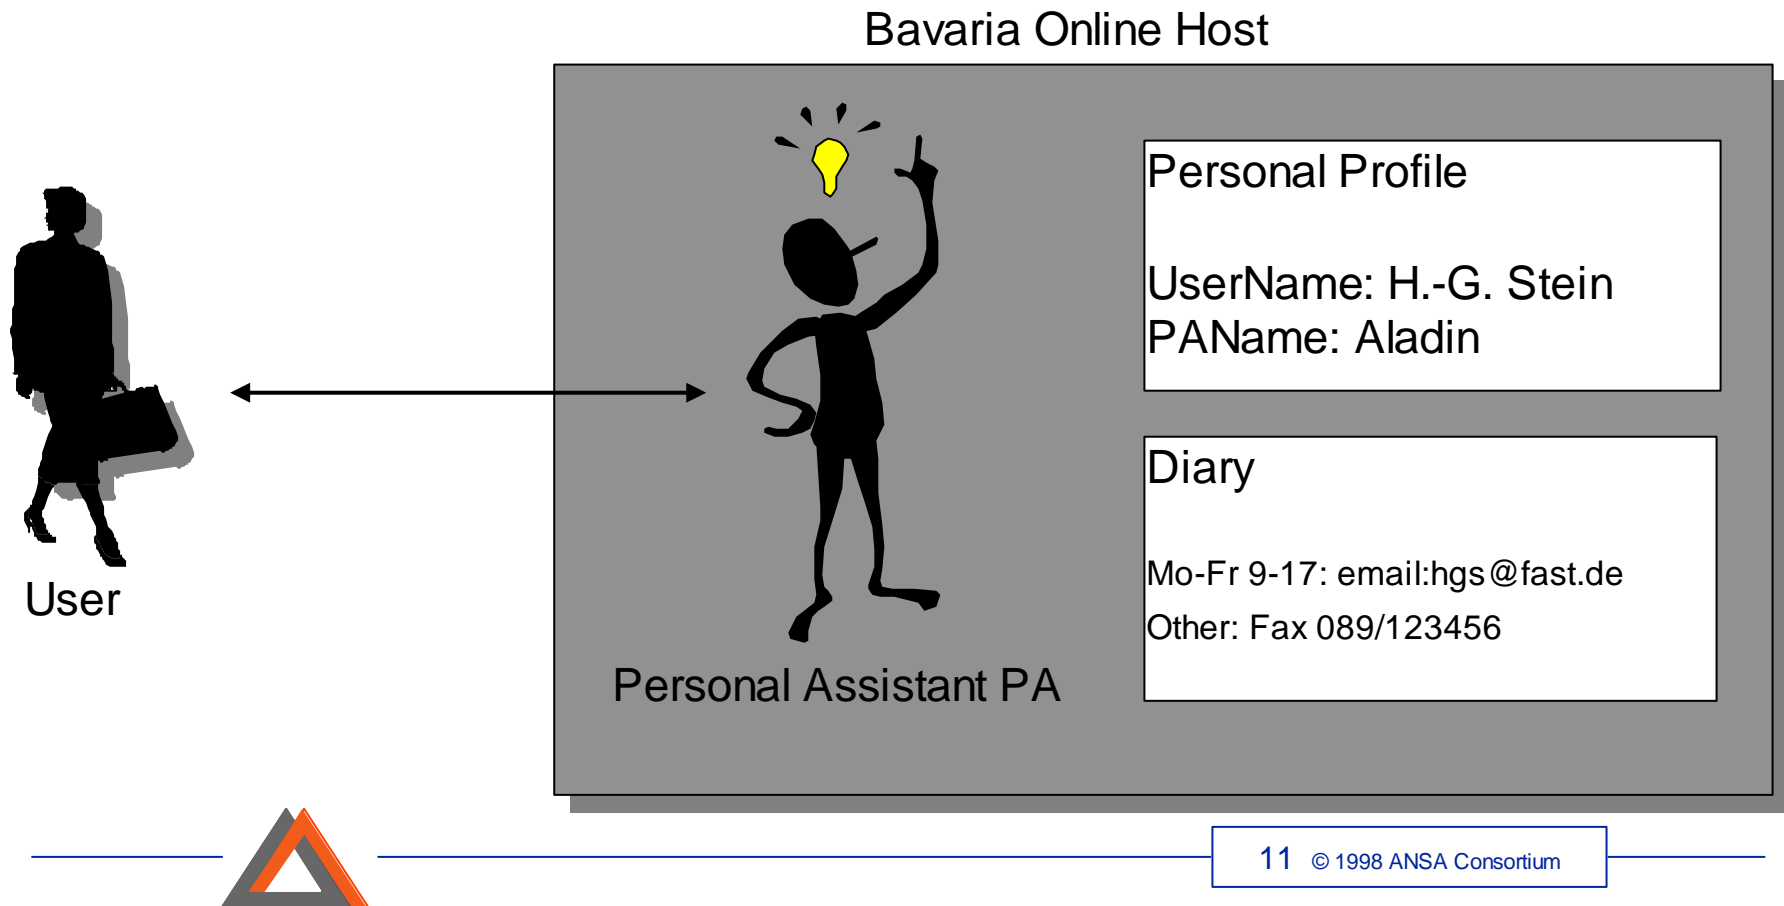 Bavaria Online Host
Personal Profile
UserName: H.-G. Stein
PAName: Aladin
Diary
Mo-Fr 9-17: email:hgs@fast.de
Other: Fax 089/123456
User
Personal Assistant PA
11 © 1998 ANSA Consortium